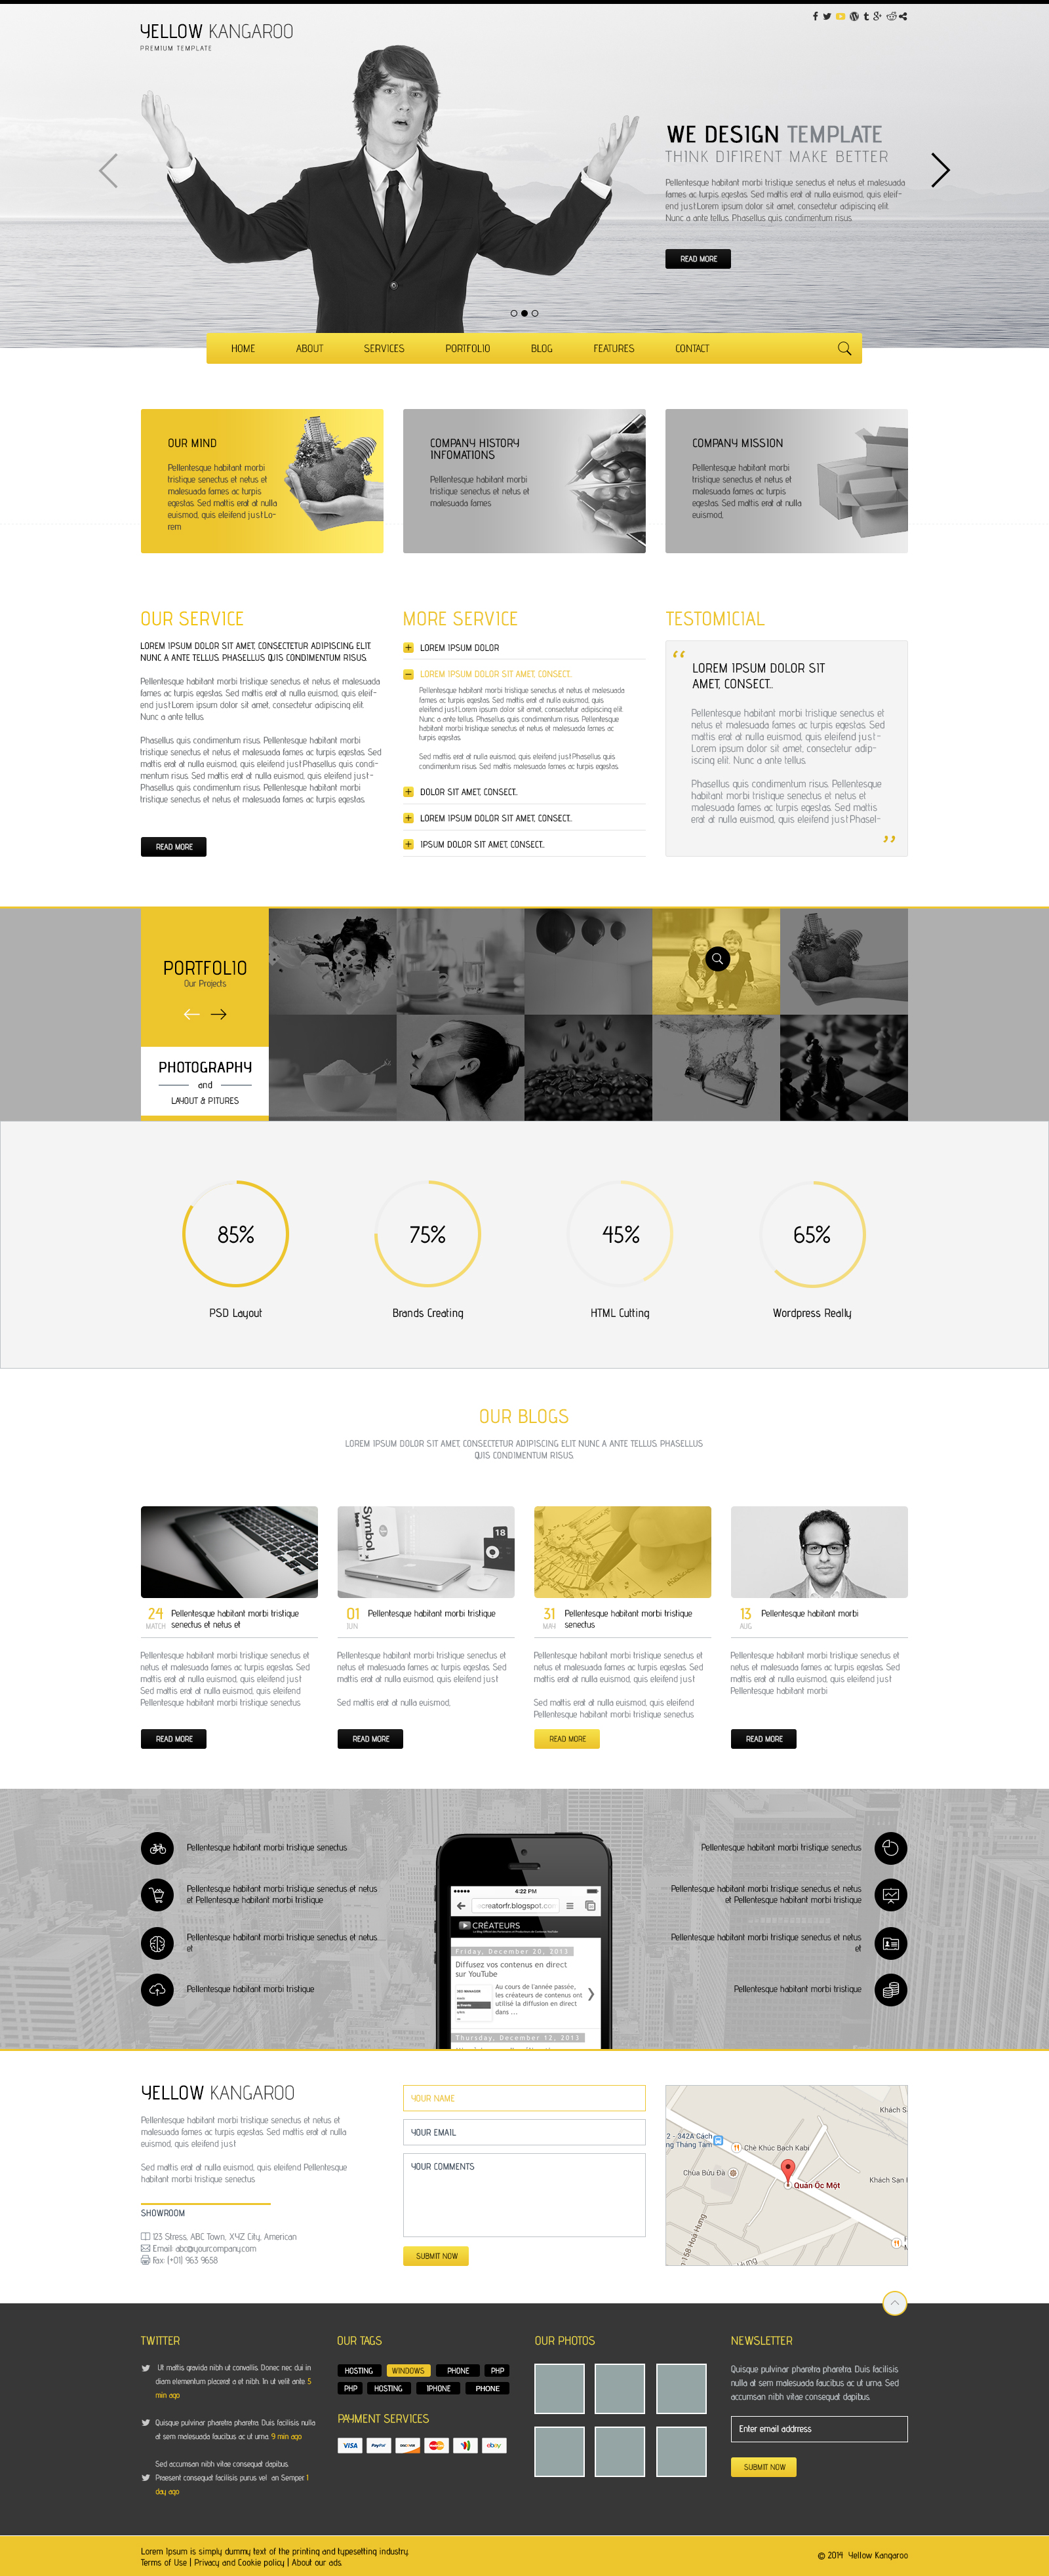 YELLOW KANGAROO
PREMIUM TEMPLATE
WE DESIGN TEMPLATE
THINK DIFIRENT MAKE BETTER
Pellentesque habitant morbi tristique senectus et netus et malesuada
fames ac turpis egestas. Sed mattis erat at nulla euismod, quis eleif-
end just.Lorem ipsum dolor sit amet, consectetur adipiscing elit.
Nunc a ante tellus. Phasellus quis condimentum risus.
READ MORE
HOME ABOUT SERVICES PORTFOLIO BLOG FEATURES CONTACT
OUR MIND
Pellentesque habitant morbi
tristique senectus et netus et
malesuada fames ac turpis
egestas. Sed mattis erat at nulla
euismod, quis eleifend just.Lo-
rem
COMPANY HISTORY
INFOMATIONS
Pellentesque habitant morbi
tristique senectus et netus et
malesuada fames
COMPANY MISSION
Pellentesque habitant morbi
tristique senectus et netus et
malesuada fames ac turpis
egestas. Sed mattis erat at nulla
euismod,
OUR SERVICE
LOREM IPSUM DOLOR SIT AMET, CONSECTETUR ADIPISCING ELIT.
NUNC A ANTE TELLUS. PHASELLUS QUIS CONDIMENTUM RISUS.
Pellentesque habitant morbi tristique senectus et netus et malesuada
fames ac turpis egestas. Sed mattis erat at nulla euismod, quis eleif-
end just.Lorem ipsum dolor sit amet, consectetur adipiscing elit.
Nunc a ante tellus.
Phasellus quis condimentum risus. Pellentesque habitant morbi
tristique senectus et netus et malesuada fames ac turpis egestas. Sed
mattis erat at nulla euismod, quis eleifend just.Phasellus quis condi-
mentum risus. Sed mattis erat at nulla euismod, quis eleifend just-
Phasellus quis condimentum risus. Pellentesque habitant morbi
tristique senectus et netus et malesuada fames ac turpis egestas.
READ MORE
MORE SERVICE
LOREM IPSUM DOLOR
LOREM IPSUM DOLOR SIT AMET, CONSECT...
Pellentesque habitant morbi tristique senectus et netus et malesuada
fames ac turpis egestas. Sed mattis erat at nulla euismod, quis
eleifend just.Lorem ipsum dolor sit amet, consectetur adipiscing elit.
Nunc a ante tellus. Phasellus quis condimentum risus. Pellentesque
habitant morbi tristique senectus et netus et malesuada fames ac
turpis egestas.
Sed mattis erat at nulla euismod, quis eleifend just.Phasellus quis
condimentum risus. Sed mattis malesuada fames ac turpis egestas.
DOLOR SIT AMET, CONSECT...
LOREM IPSUM DOLOR SIT AMET, CONSECT...
IPSUM DOLOR SIT AMET, CONSECT...
TESTOMICIAL
“
LOREM IPSUM DOLOR SIT
AMET, CONSECT...
Pellentesque habitant morbi tristique senectus et
netus et malesuada fames ac turpis egestas. Sed
mattis erat at nulla euismod, quis eleifend just-
Lorem ipsum dolor sit amet, consectetur adip-
iscing elit. Nunc a ante tellus.
Phasellus quis condimentum risus. Pellentesque
habitant morbi tristique senectus et netus et
malesuada fames ac turpis egestas. Sed mattis
erat at nulla euismod, quis eleifend just.Phasel-
”
PORTFOLIO
Our Projects
PHOTOGRAPHY
and
LAYOUT & PITURES
85% 75% 45% 65%
PSD Layout Brands Creating HTML Cutting Wordpress Really
OUR BLOGS
LOREM IPSUM DOLOR SIT AMET, CONSECTETUR ADIPISCING ELIT. NUNC A ANTE TELLUS. PHASELLUS
QUIS CONDIMENTUM RISUS.
Symbol
18
24
MATCH
Pellentesque habitant morbi tristique
senectus et netus et
Pellentesque habitant morbi tristique senectus et
netus et malesuada fames ac turpis egestas. Sed
mattis erat at nulla euismod, quis eleifend just
Sed mattis erat at nulla euismod, quis eleifend
Pellentesque habitant morbi tristique senectus
READ MORE
01
JUN
Pellentesque habitant morbi tristique
Pellentesque habitant morbi tristique senectus et
netus et malesuada fames ac turpis egestas. Sed
mattis erat at nulla euismod, quis eleifend just
Sed mattis erat at nulla euismod,
READ MORE
31
MAY
Pellentesque habitant morbi tristique
senectus
Pellentesque habitant morbi tristique senectus et
netus et malesuada fames ac turpis egestas. Sed
mattis erat at nulla euismod, quis eleifend just
Sed mattis erat at nulla euismod, quis eleifend
Pellentesque habitant morbi tristique senectus
READ MORE
13
AUG
Pellentesque habitant morbi
Pellentesque habitant morbi tristique senectus et
netus et malesuada fames ac turpis egestas. Sed
mattis erat at nulla euismod, quis eleifend just
Pellentesque habitant morbi
READ MORE
Pellentesque habitant morbi tristique senectus
Pellentesque habitant morbi tristique senectus et netus
et Pellentesque habitant morbi tristique
Pellentesque habitant morbi tristique senectus et netus
et
Pellentesque habitant morbi tristique
4:22 PM
ecreatorfr.blogspot.com
CRÉATEURS
Friday, December 20, 2013
Diffusez vos contenus en direct
sur YouTube
Au cours de l'année passée,
les créateurs de contenus ont
utilisé la diffusion en direct
dans ...
Thursday, December 12, 2013
Pellentesque habitant morbi tristique senectus
Pellentesque habitant morbi tristique senectus et netus
et Pellentesque habitant morbi tristique
Pellentesque habitant morbi tristique senectus et netus
et
Pellentesque habitant morbi tristique
YELLOW KANGAROO
Pellentesque habitant morbi tristique senectus et netus et
malesuada fames ac turpis egestas. Sed mattis erat at nulla
euismod, quis eleifend just
Sed mattis erat at nulla euismod, quis eleifend Pellentesque
habitant morbi tristique senectus
SHOWROOM
123 Stress, ABC Town, XYZ City, American
Email: abc@yourcompany.com
Fax: (+01) 963 9658
YOUR NAME
YOUR EMAIL
YOUR COMMENTS
SUBMIT NOW
Khách S
2 - 342A Cách
ng Tháng Tám
Chè Khúc Bạch Kabi
Chùa Bửu Đà
Khách Sạn
Quán Ốc Một
158 Hoà Hưng
Hưng
TWITTER
Ut mattis gravida nibh ut convallis. Donec nec dui in
diam elementum placerat a et nibh. In ut velit ante. 5
min ago
Quisque pulvinar pharetra pharetra. Duis facilisis nulla
at sem malesuada faucibus ac ut urna. 9 min ago
Sed accumsan nibh vitae consequat dapibus.
Praesent consequat facilisis purus vel an Semper. 1
day ago
OUR TAGS
HOSTING WINDOWS PHONE PHP
PHP HOSTING IPHONE PHONE
PAYMENT SERVICES
VISA PayPal DISCOVER MasterCard ebay
OUR PHOTOS
NEWSLETTER
Quisque pulvinar pharetra pharetra. Duis facilisis
nulla at sem malesuada faucibus ac ut urna. Sed
accumsan nibh vitae consequat dapibus.
Enter email address
SUBMIT NOW
Lorem Ipsum is simply dummy text of the printing and typesetting industry.
Terms of Use | Privacy and Cookie policy | About our ads.
© 2014 Yellow Kangaroo